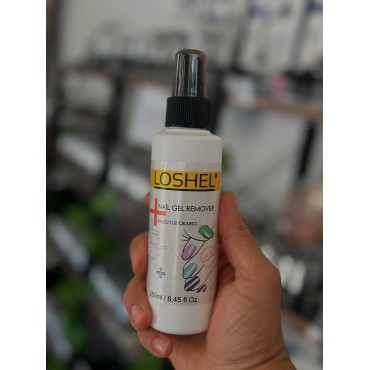 LOSHEL®
NAIL GEL REMOVER
250ml / 8,45 fl.Oz.